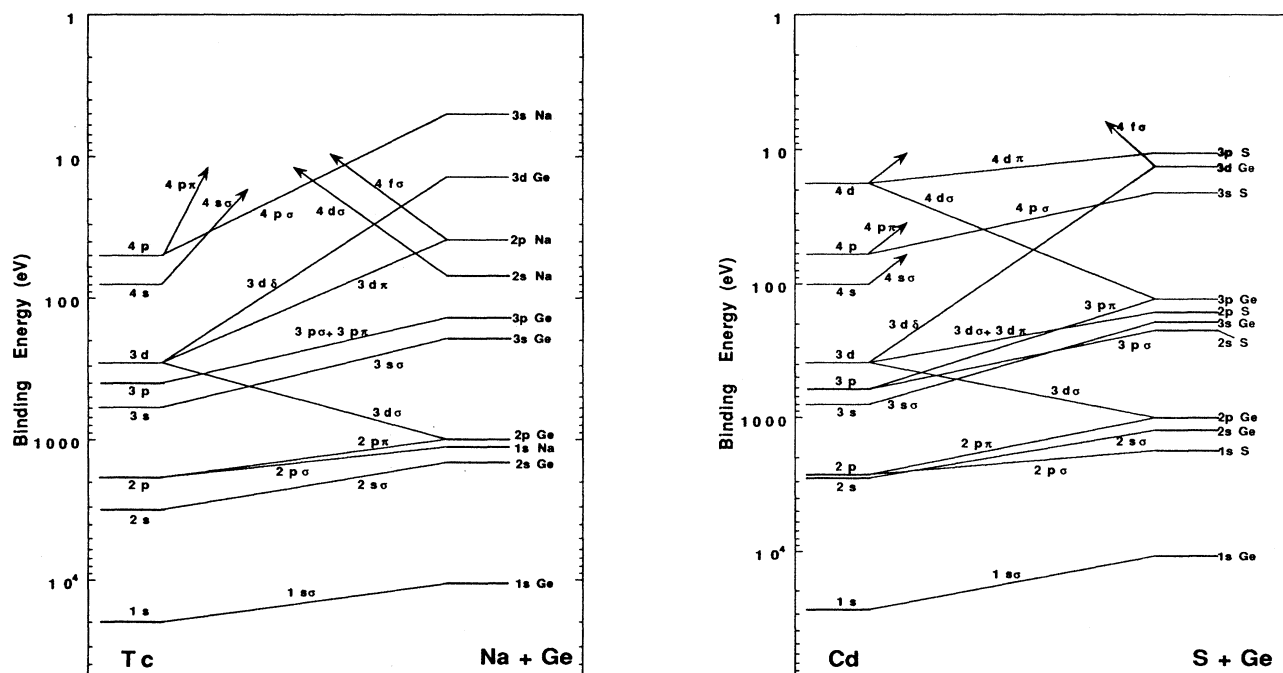 1
10
100
1000
10⁴
Binding Energy (eV)
4 p
4 s
3 d
3 p
3 s
2 p
2 s
1 s
4 pπ
4 sσ
4 pσ
4 dσ
4 fσ
3 dδ
3 dπ
3 pσ+ 3 pπ
3 sσ
3 dσ
2 pπ
2 pσ
2 sσ
1 sσ
3s Na
3d Ge
2p Na
2s Na
3p Ge
3s Ge
2p Ge
1s Na
2s Ge
1s Ge
Tc
Na + Ge
1
10
100
1000
10⁴
Binding Energy (eV)
4 d
4 p
4 s
3 d
3 p
3 s
2 p
2 s
1 s
4 fσ
4 dπ
4 dσ
4 pπ
4 pσ
4 sσ
3 pπ
3 dδ
3 dσ+ 3 dπ
3 pσ
3 sσ
3 dσ
2 pπ
2 sσ
2 pσ
1 sσ
3p S
3d Ge
3s S
3p Ge
2p S
3s Ge
2s S
2p Ge
2s Ge
1s S
1s Ge
Cd
S + Ge